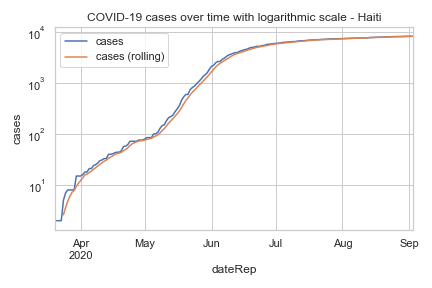 COVID-19 cases over time with logarithmic scale - Haiti
cases
cases (rolling)
10⁴
10³
10²
10¹
cases
Apr May Jun Jul Aug Sep
2020
dateRep